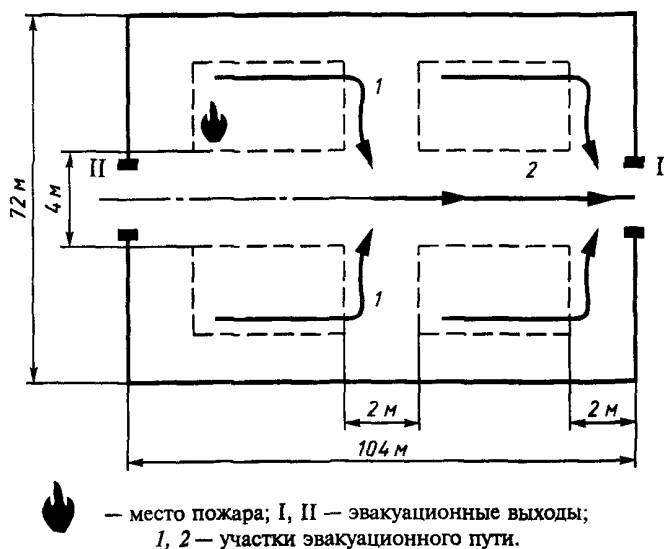 1
2
II
I
72 м
4 м
1
2 м
2 м
104 м
— место пожара; I, II — эвакуационные выходы;
1, 2 — участки эвакуационного пути.